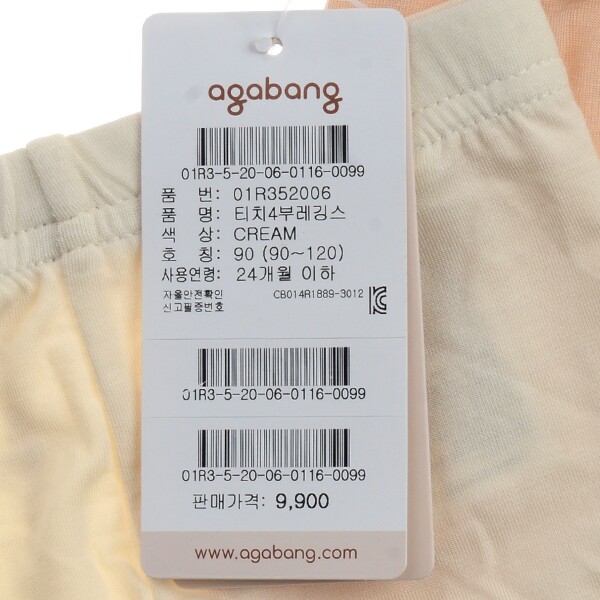 agabang
01R3-5-20-06-0116-0099
품 번: 01R352006
품 명: 티치4부레깅스
색 상: CREAM
호 칭: 90 (90~120)
사용연령: 24개월 이하
자율안전확인
신고필증번호
CB014R1889-3012
01R3-5-20-06-0116-0099
01R3-5-20-06-0116-0099
판매가격: 9,900
www.agabang.com